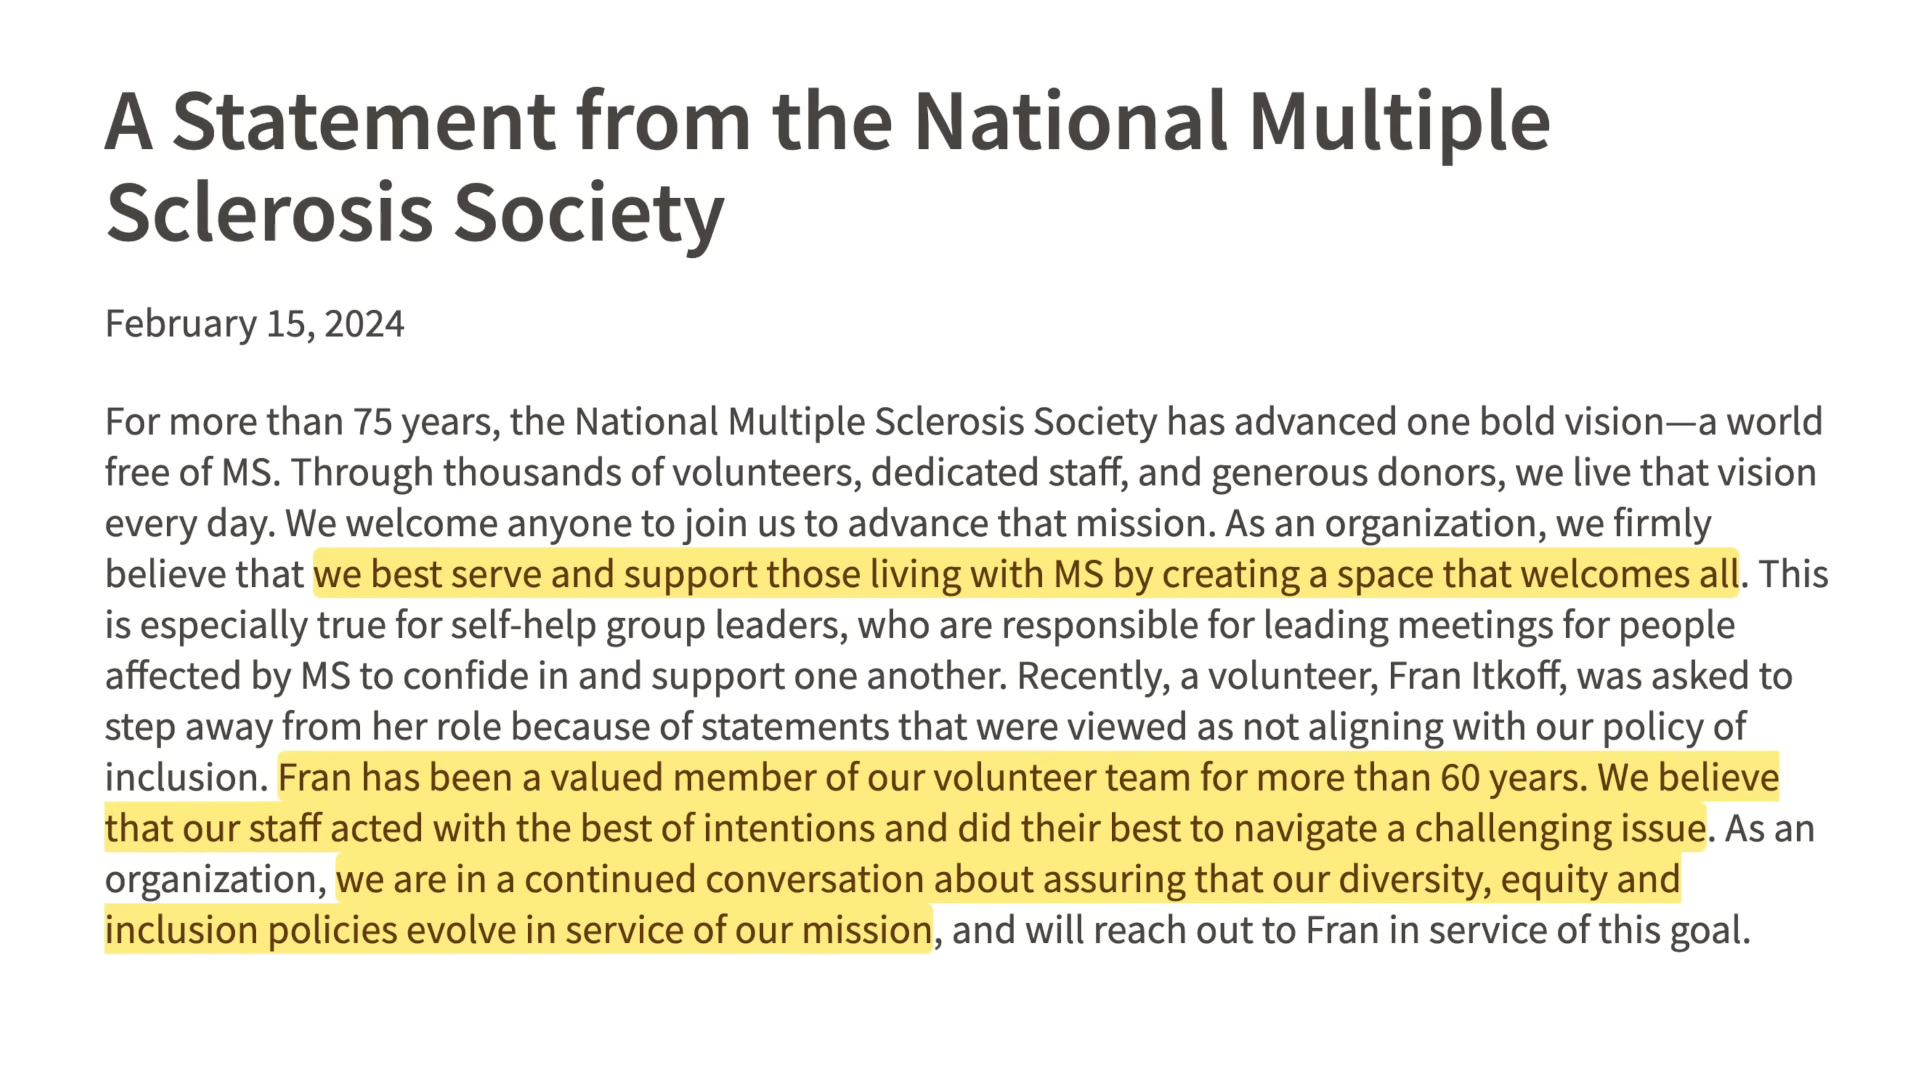 A Statement from the National Multiple
Sclerosis Society
February 15, 2024
For more than 75 years, the National Multiple Sclerosis Society has advanced one bold vision—a world
free of MS. Through thousands of volunteers, dedicated staff, and generous donors, we live that vision
every day. We welcome anyone to join us to advance that mission. As an organization, we firmly
believe that we best serve and support those living with MS by creating a space that welcomes all. This
is especially true for self-help group leaders, who are responsible for leading meetings for people
affected by MS to confide in and support one another. Recently, a volunteer, Fran Itkoff, was asked to
step away from her role because of statements that were viewed as not aligning with our policy of
inclusion. Fran has been a valued member of our volunteer team for more than 60 years. We believe
that our staff acted with the best of intentions and did their best to navigate a challenging issue. As an
organization, we are in a continued conversation about assuring that our diversity, equity and
inclusion policies evolve in service of our mission, and will reach out to Fran in service of this goal.